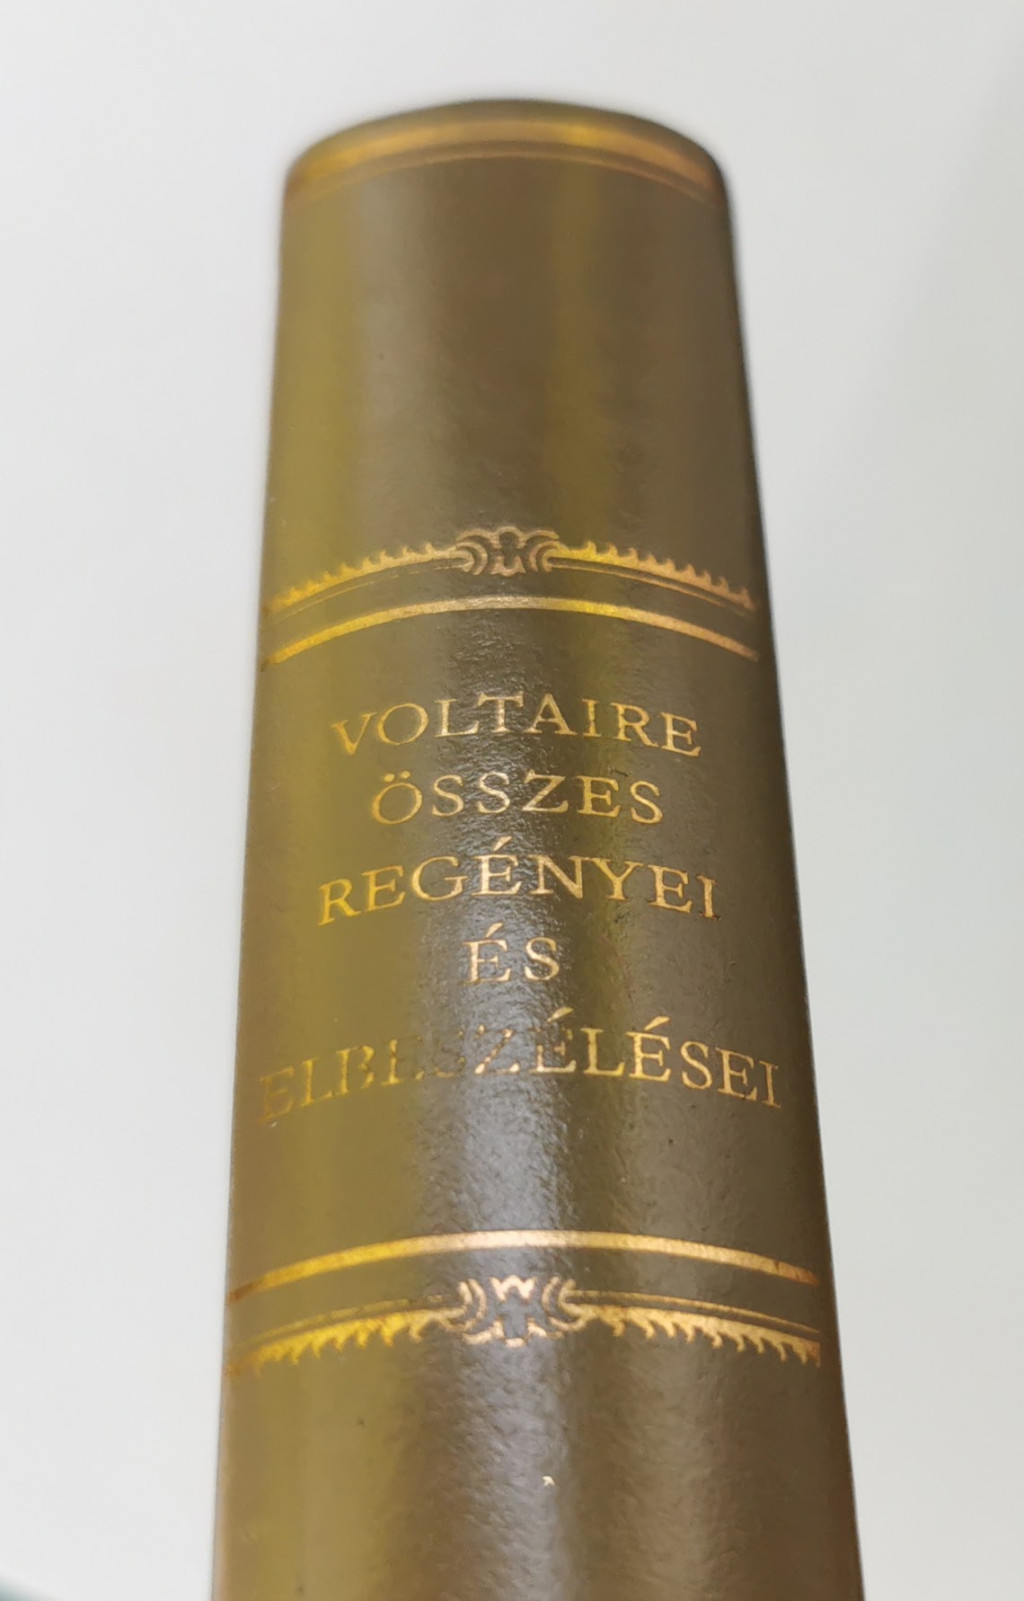 VOLTAIRE
ÖSSZES
REGÉNYEI
ÉS
ELBESZÉLÉSEI